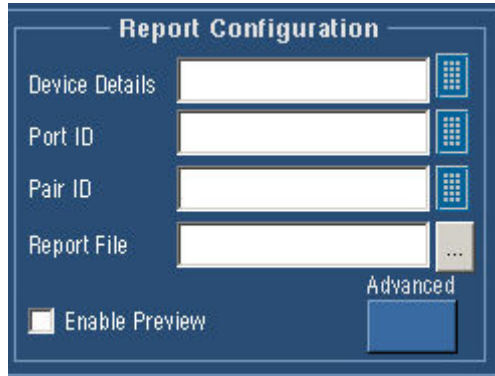 Report Configuration
Device Details
Port ID
Pair ID
Report File
...
Advanced
Enable Preview